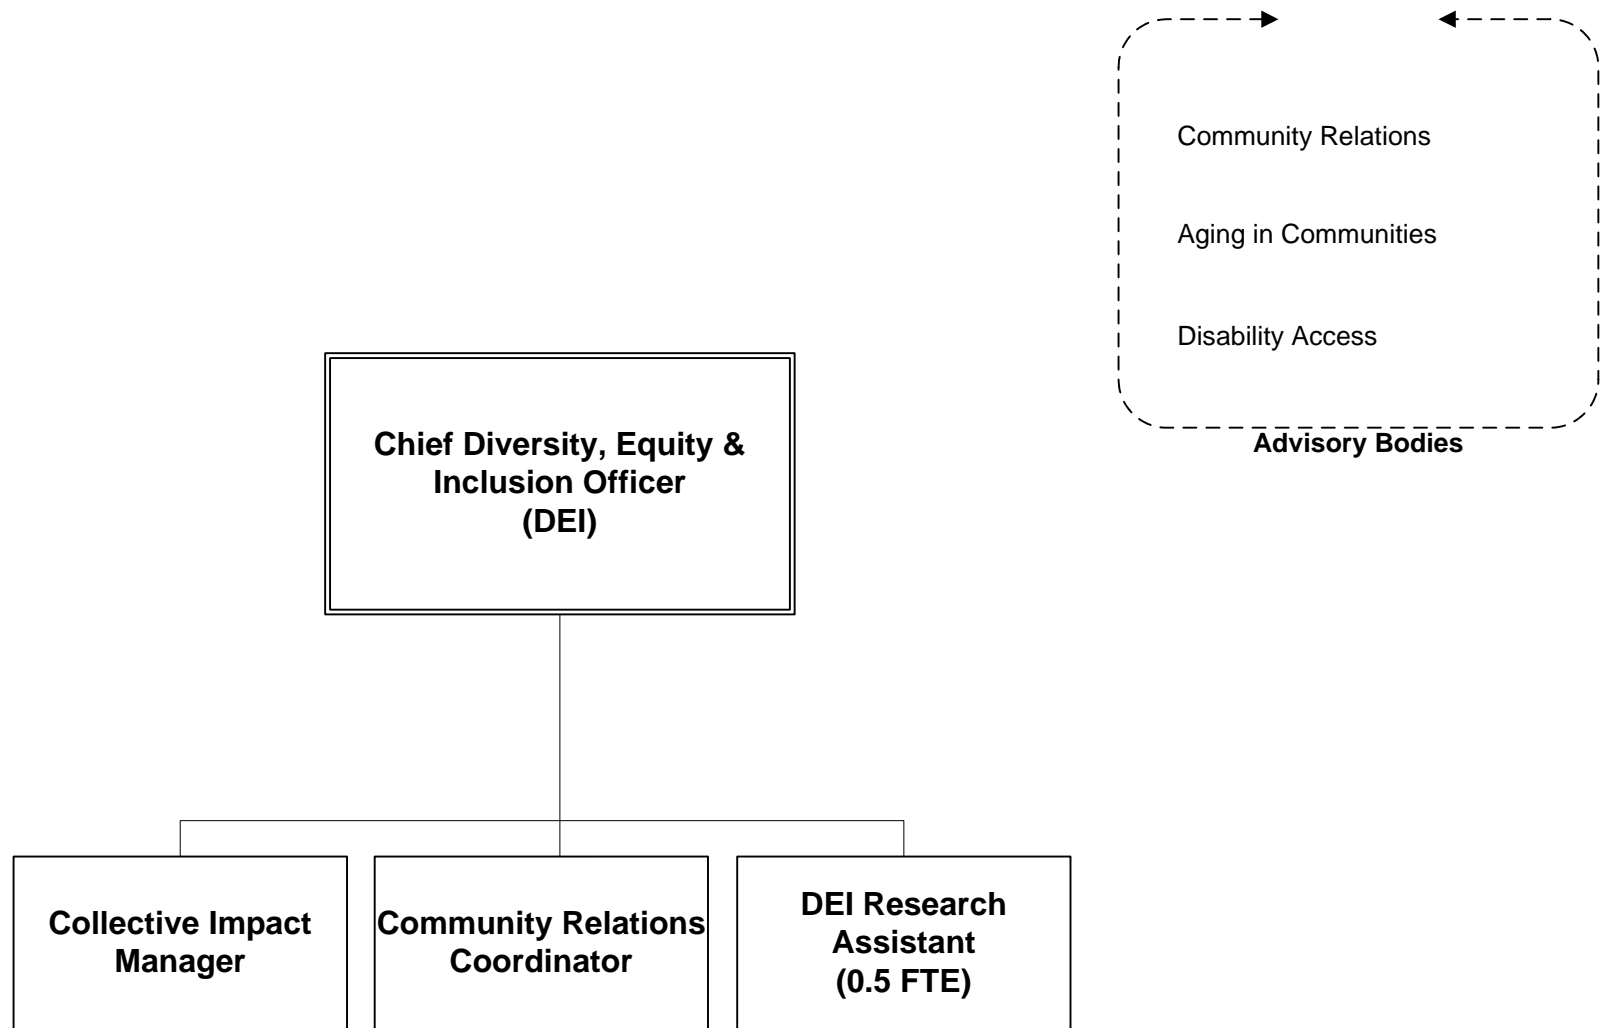 Community Relations
Aging in Communities
Disability Access
Advisory Bodies
Chief Diversity, Equity &
Inclusion Officer
(DEI)
Collective Impact
Manager
Community Relations
Coordinator
DEI Research
Assistant
(0.5 FTE)